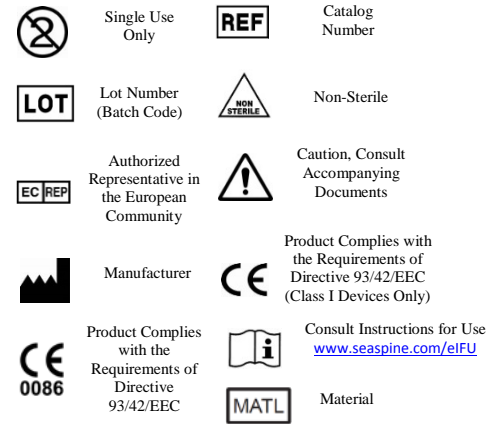 2
Single Use
Only
REF
Catalog
Number
LOT
Lot Number
(Batch Code)
NON
STERILE
Non-Sterile
EC REP
Authorized
Representative in
the European
Community
!
Caution, Consult
Accompanying
Documents
Manufacturer
CE
Product Complies with
the Requirements of
Directive 93/42/EEC
(Class I Devices Only)
CE
0086
Product Complies
with the
Requirements of
Directive
93/42/EEC
i
Consult Instructions for Use
www.seaspine.com/eIFU
MATL
Material